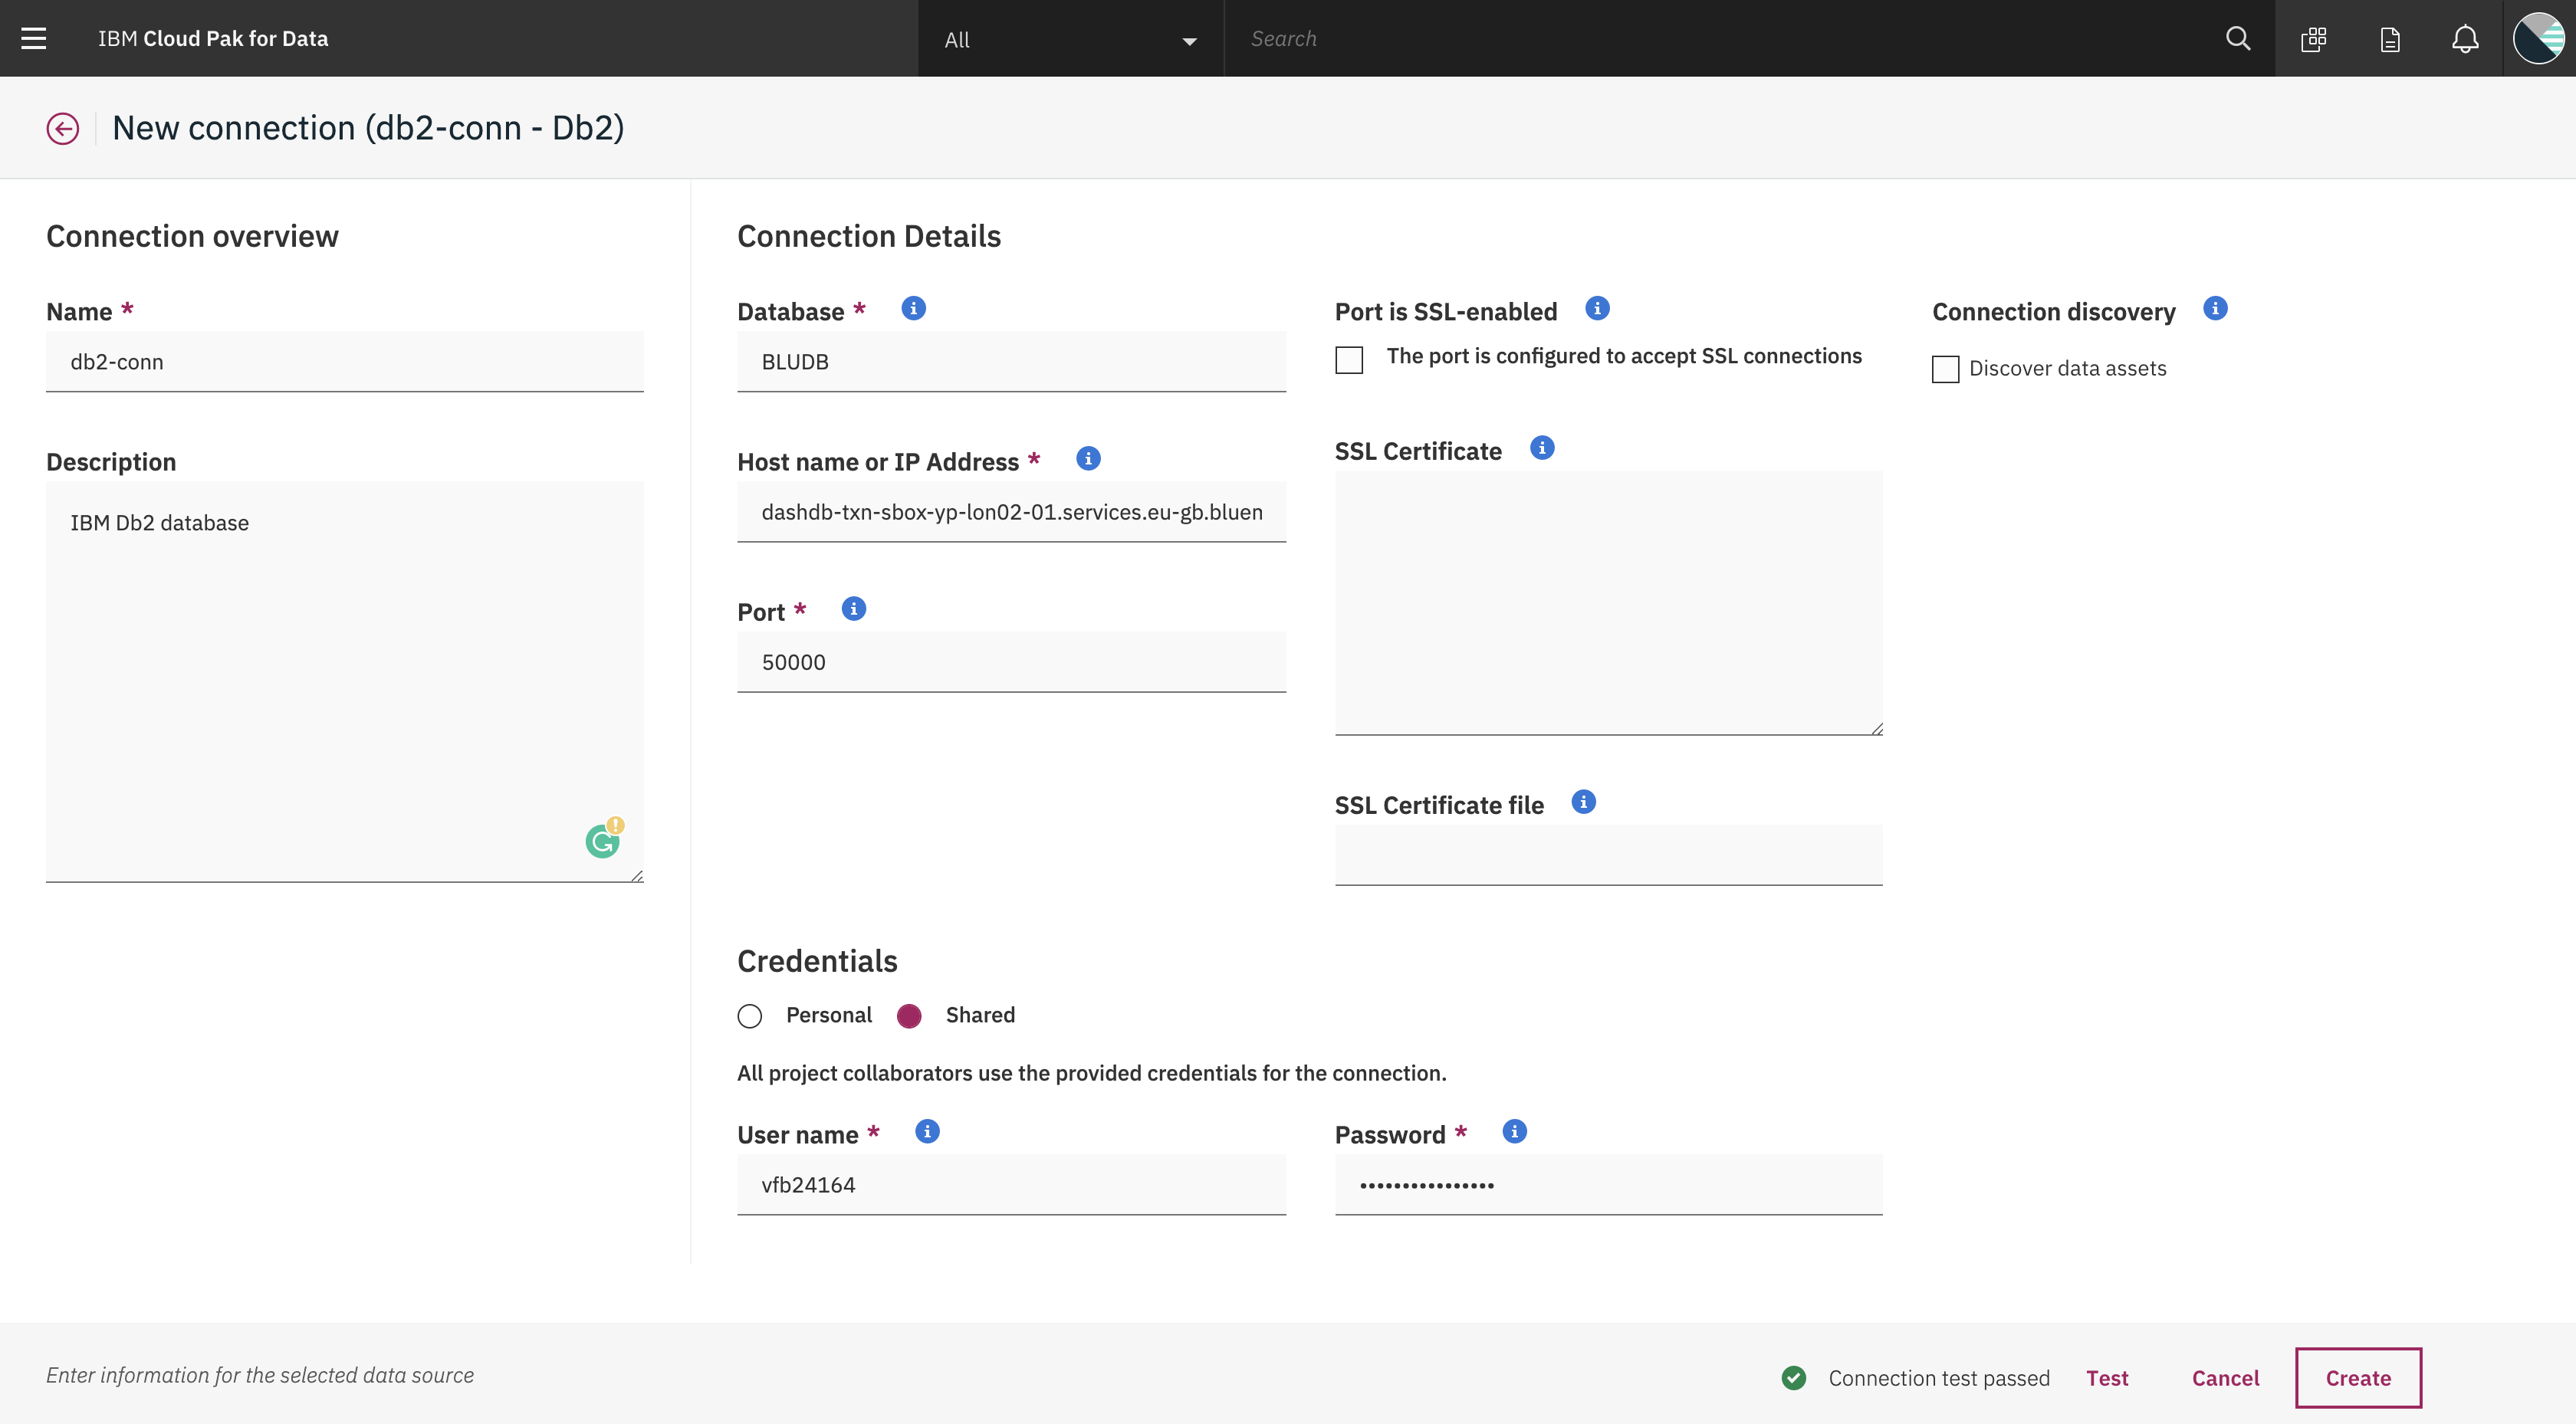 IBM Cloud Pak for Data
All
Search
New connection (db2-conn - Db2)
Connection overview
Name *
db2-conn
Description
IBM Db2 database
Connection Details
Database *
BLUDB
Host name or IP Address *
dashdb-txn-sbox-yp-lon02-01.services.eu-gb.bluen
Port *
50000
Port is SSL-enabled
The port is configured to accept SSL connections
SSL Certificate
SSL Certificate file
Connection discovery
Discover data assets
Credentials
Personal
Shared
All project collaborators use the provided credentials for the connection.
User name *
vfb24164
Password *
••••••••••••••••
Enter information for the selected data source
Connection test passed
Test
Cancel
Create